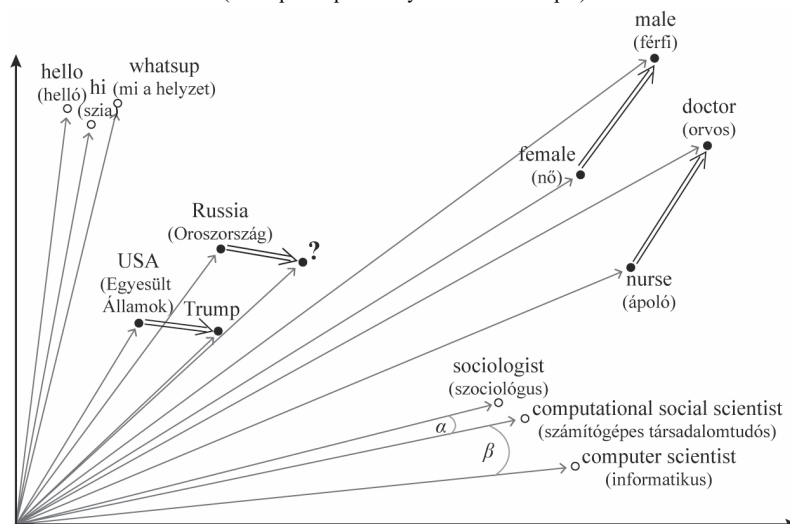 male
(férfi)
hello
(helló)
hi
(szia)
whatsup
(mi a helyzet)
doctor
(orvos)
female
(nő)
Russia
(Oroszország)
?
USA
(Egyesült
Államok)
Trump
nurse
(ápoló)
sociologist
(szociológus)
α
computational social scientist
(számítógépes társadalomtudós)
β
computer scientist
(informatikus)